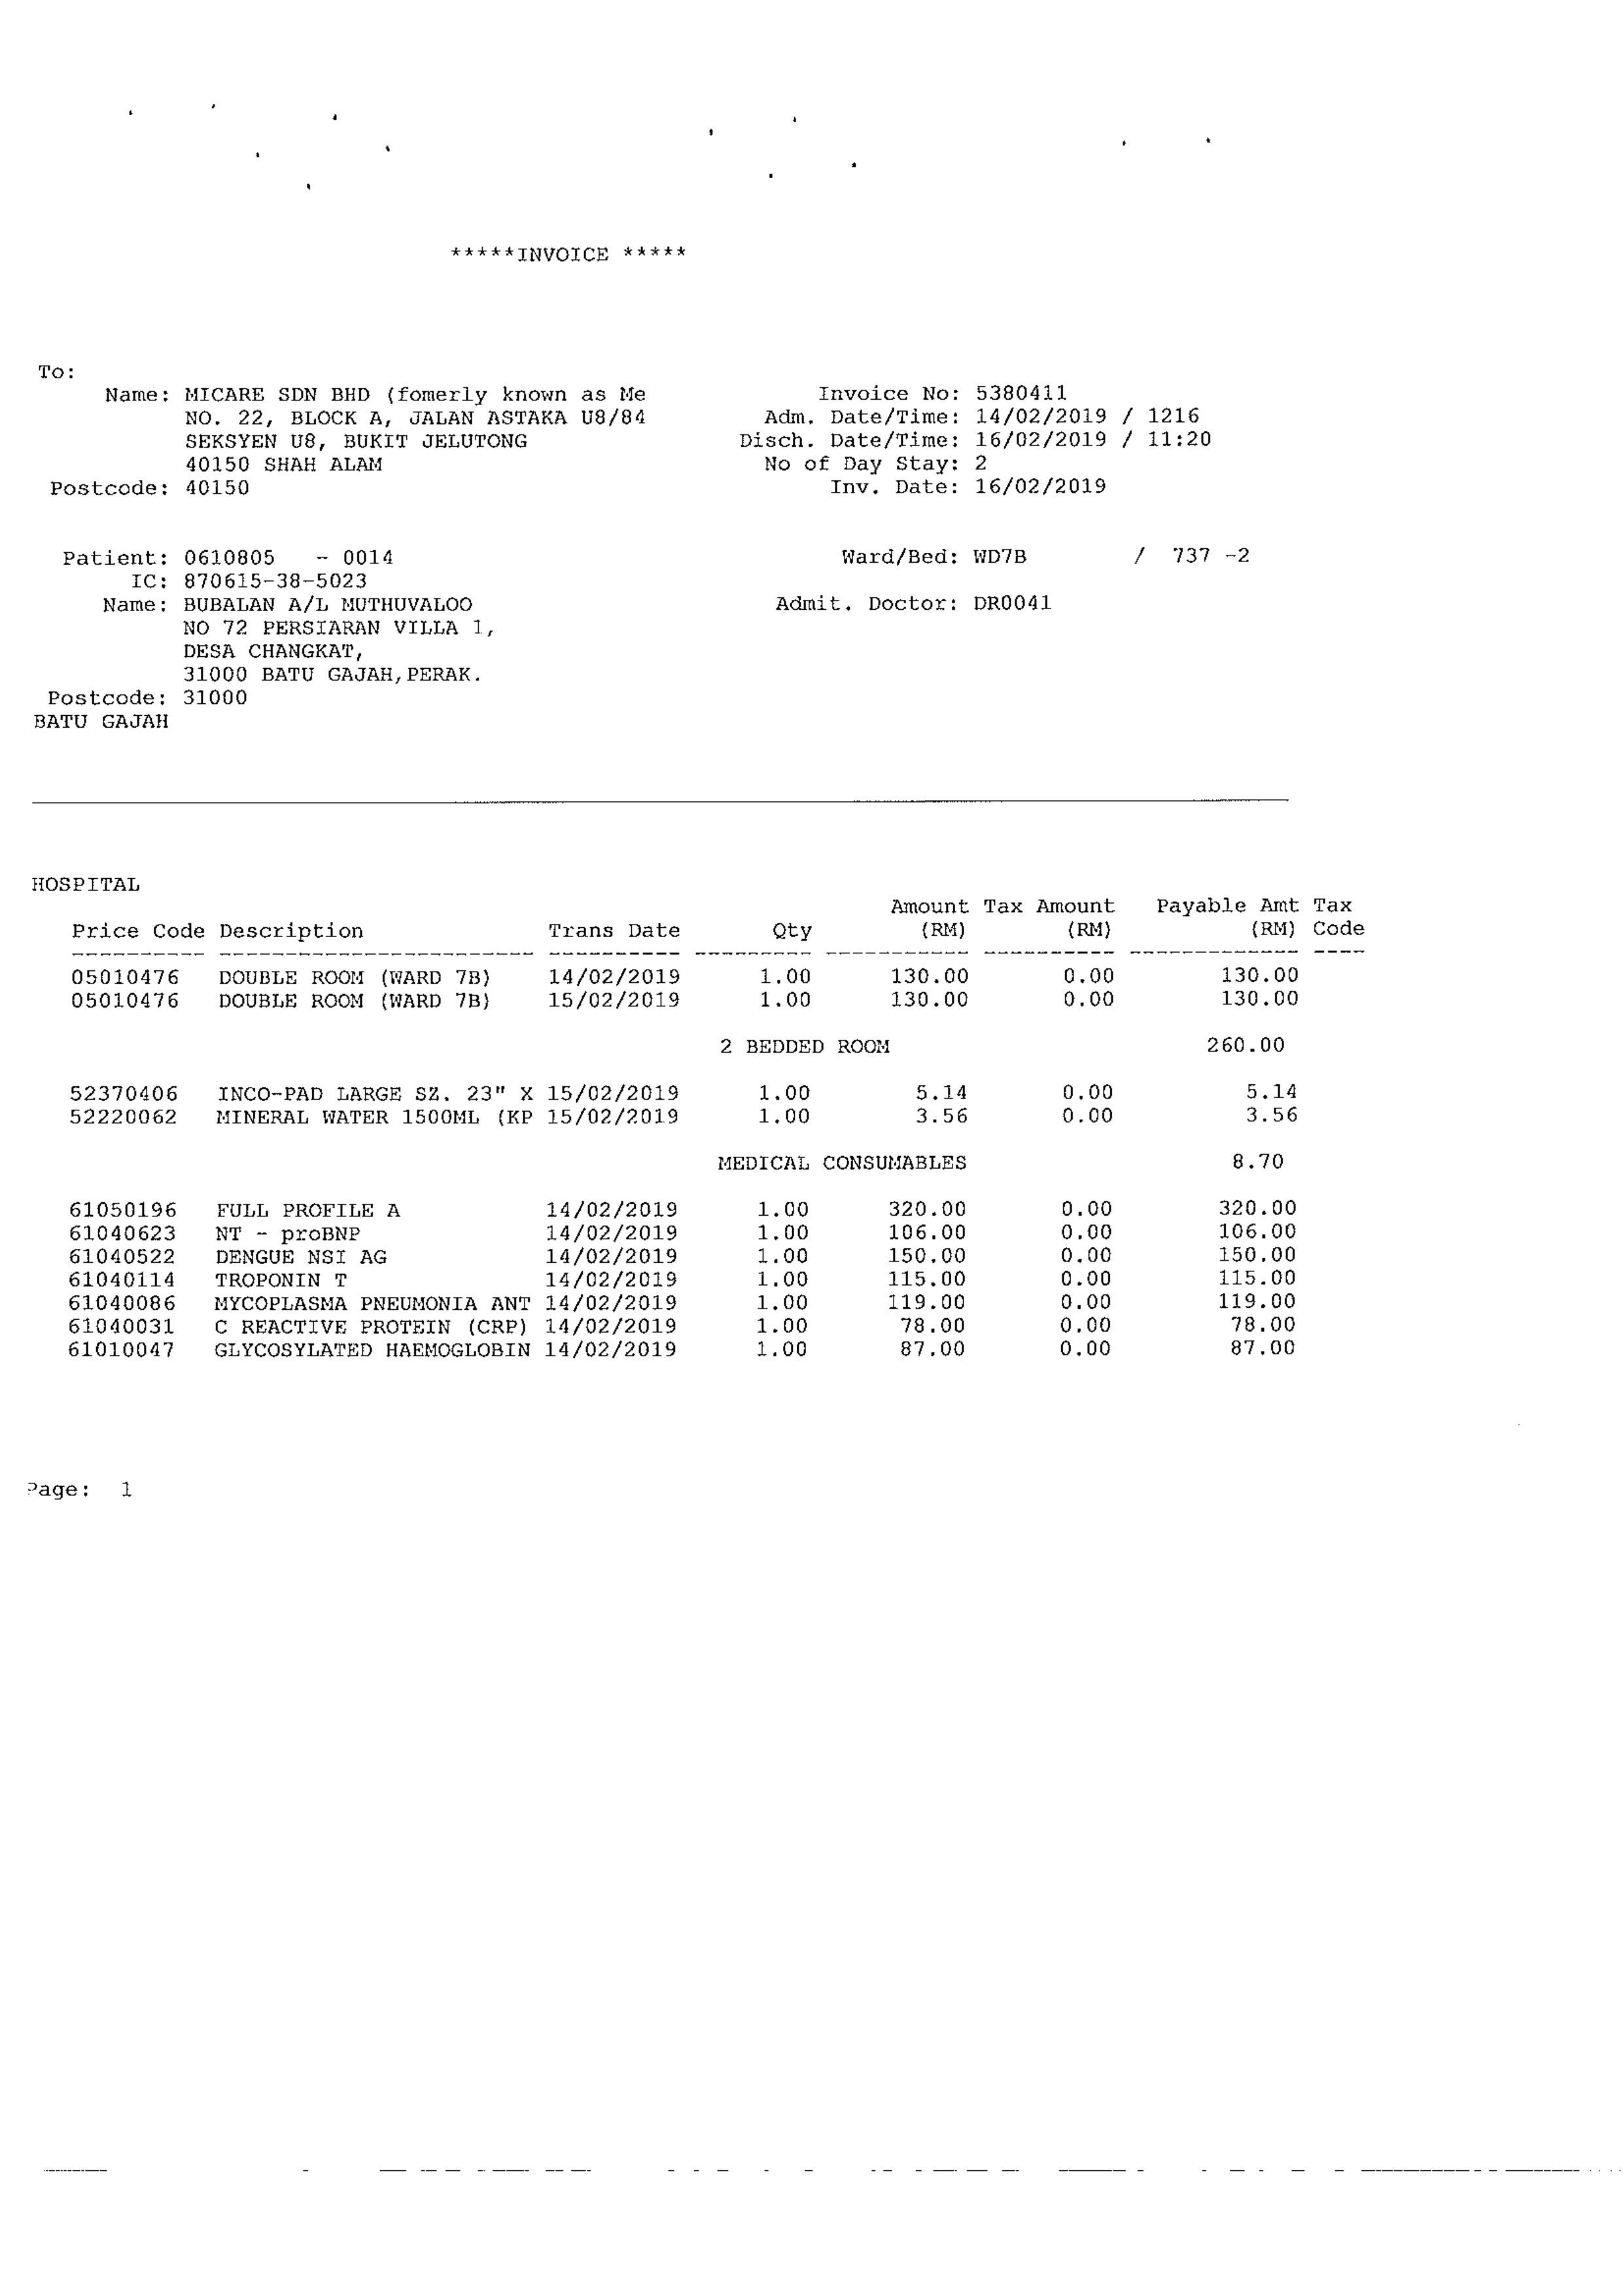 *****INVOICE *****
To:
Name: MICARE SDN BHD (fomerly known as Me
NO. 22, BLOCK A, JALAN ASTAKA U8/84
SEKSYEN U8, BUKIT JELUTONG
40150 SHAH ALAM
Postcode: 40150
Invoice No: 5380411
Adm. Date/Time: 14/02/2019 / 1216
Disch. Date/Time: 16/02/2019 / 11:20
No of Day Stay: 2
Inv. Date: 16/02/2019
Patient: 0610805 - 0014
IC: 870615-38-5023
Name: BUBALAN A/L MUTHUVALOO
NO 72 PERSIARAN VILLA 1,
DESA CHANGKAT,
31000 BATU GAJAH,PERAK.
Postcode: 31000
BATU GAJAH
Ward/Bed: WD7B / 737 -2
Admit. Doctor: DR0041
HOSPITAL
Amount Tax Amount Payable Amt Tax
Price Code Description Trans Date Qty (RM) (RM) (RM) Code
05010476 DOUBLE ROOM (WARD 7B) 14/02/2019 1.00 130.00 0.00 130.00
05010476 DOUBLE ROOM (WARD 7B) 15/02/2019 1.00 130.00 0.00 130.00
2 BEDDED ROOM 260.00
52370406 INCO-PAD LARGE SZ. 23" X 15/02/2019 1.00 5.14 0.00 5.14
52220062 MINERAL WATER 1500ML (KP 15/02/2019 1.00 3.56 0.00 3.56
MEDICAL CONSUMABLES 8.70
61050196 FULL PROFILE A 14/02/2019 1.00 320.00 0.00 320.00
61040623 NT - proBNP 14/02/2019 1.00 106.00 0.00 106.00
61040522 DENGUE NSI AG 14/02/2019 1.00 150.00 0.00 150.00
61040114 TROPONIN T 14/02/2019 1.00 115.00 0.00 115.00
61040086 MYCOPLASMA PNEUMONIA ANT 14/02/2019 1.00 119.00 0.00 119.00
61040031 C REACTIVE PROTEIN (CRP) 14/02/2019 1.00 78.00 0.00 78.00
61010047 GLYCOSYLATED HAEMOGLOBIN 14/02/2019 1.00 87.00 0.00 87.00
Page: 1